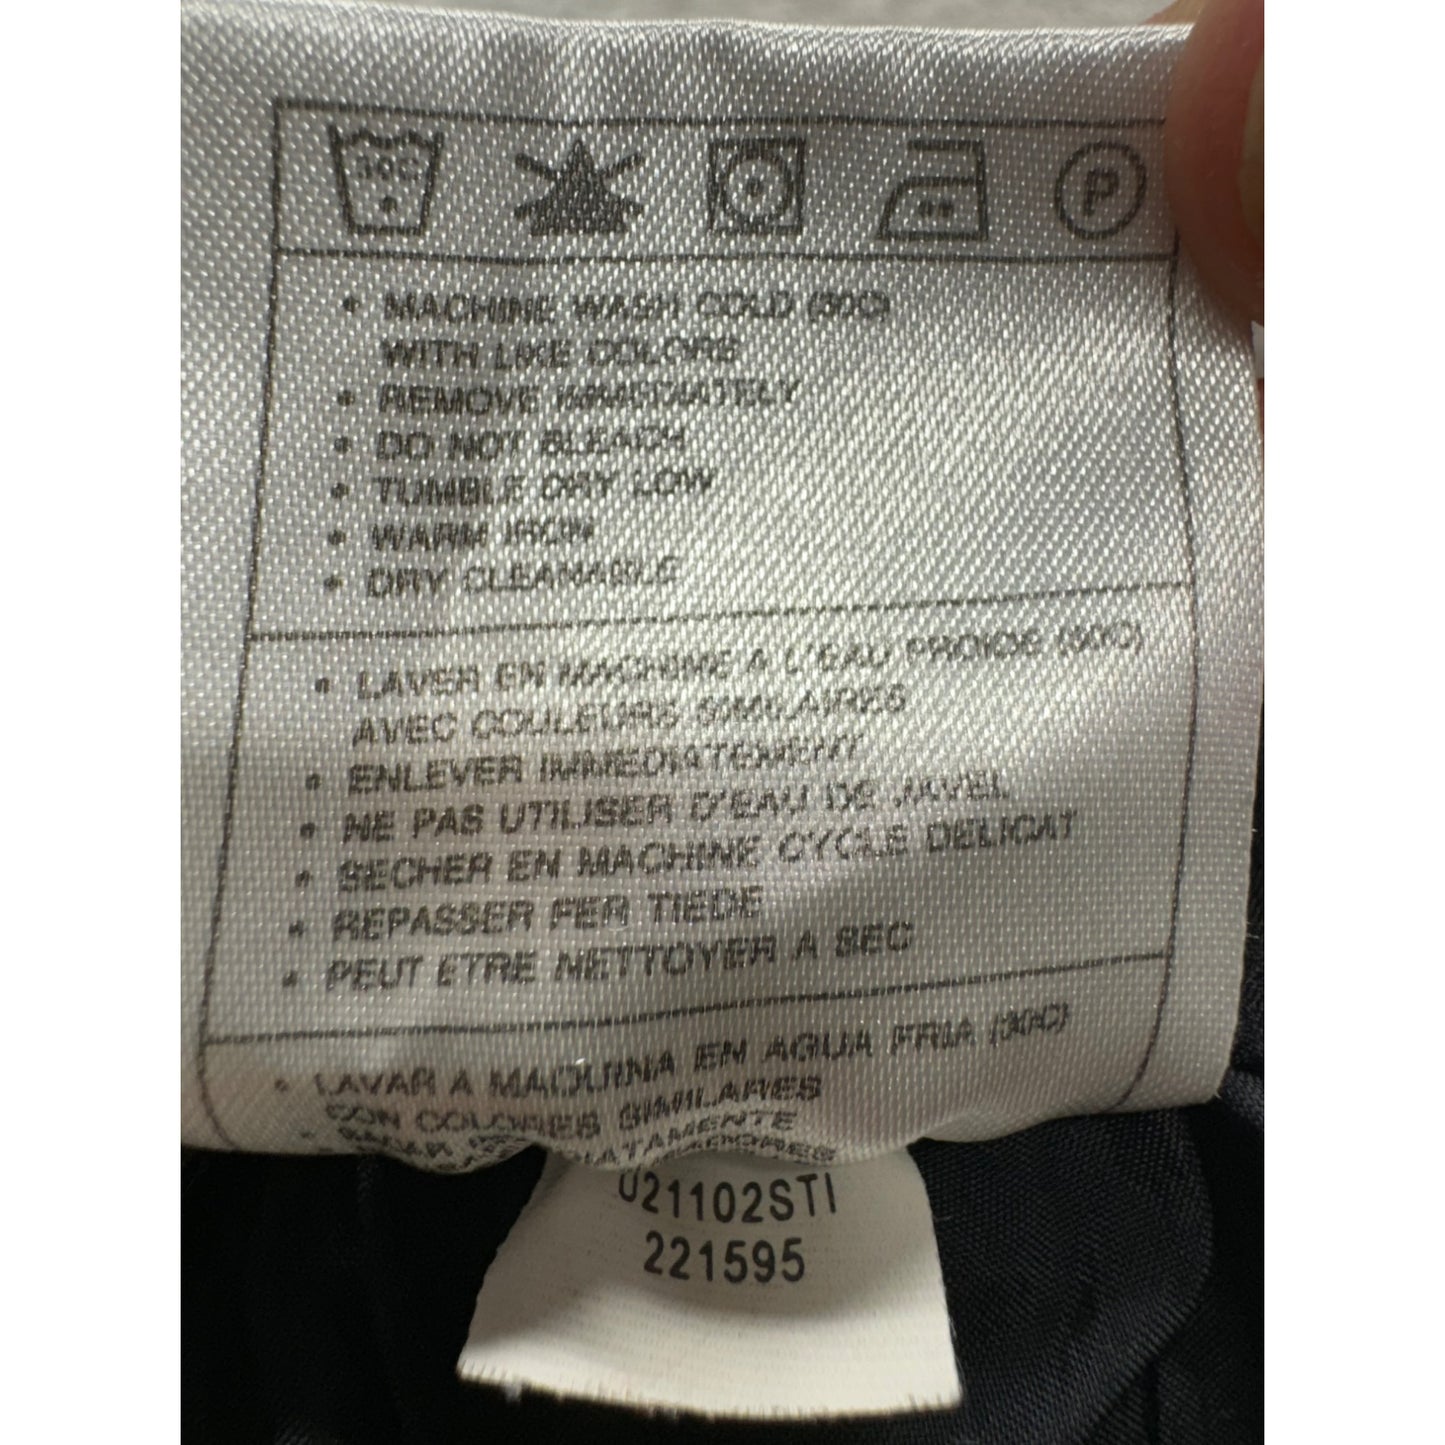 30C
P
• MACHINE WASH COLD (30C)
WITH LIKE COLORS
• REMOVE IMMEDIATELY
• DO NOT BLEACH
• TUMBLE DRY LOW
• WARM IRON
• DRY CLEANABLE
• LAVER EN MACHINE A L'EAU FROIDE (30C)
AVEC COULEURS SIMILAIRES
• ENLEVER IMMEDIATEMENT
• NE PAS UTILISER D'EAU DE JAVEL
• SECHER EN MACHINE CYCLE DELICAT
• REPASSER FER TIEDE
• PEUT ETRE NETTOYER A SEC
• LAVAR A MAQUINA EN AGUA FRIA (30C)
CON COLORES SIMILARES
• SACAR
021102STI
221595